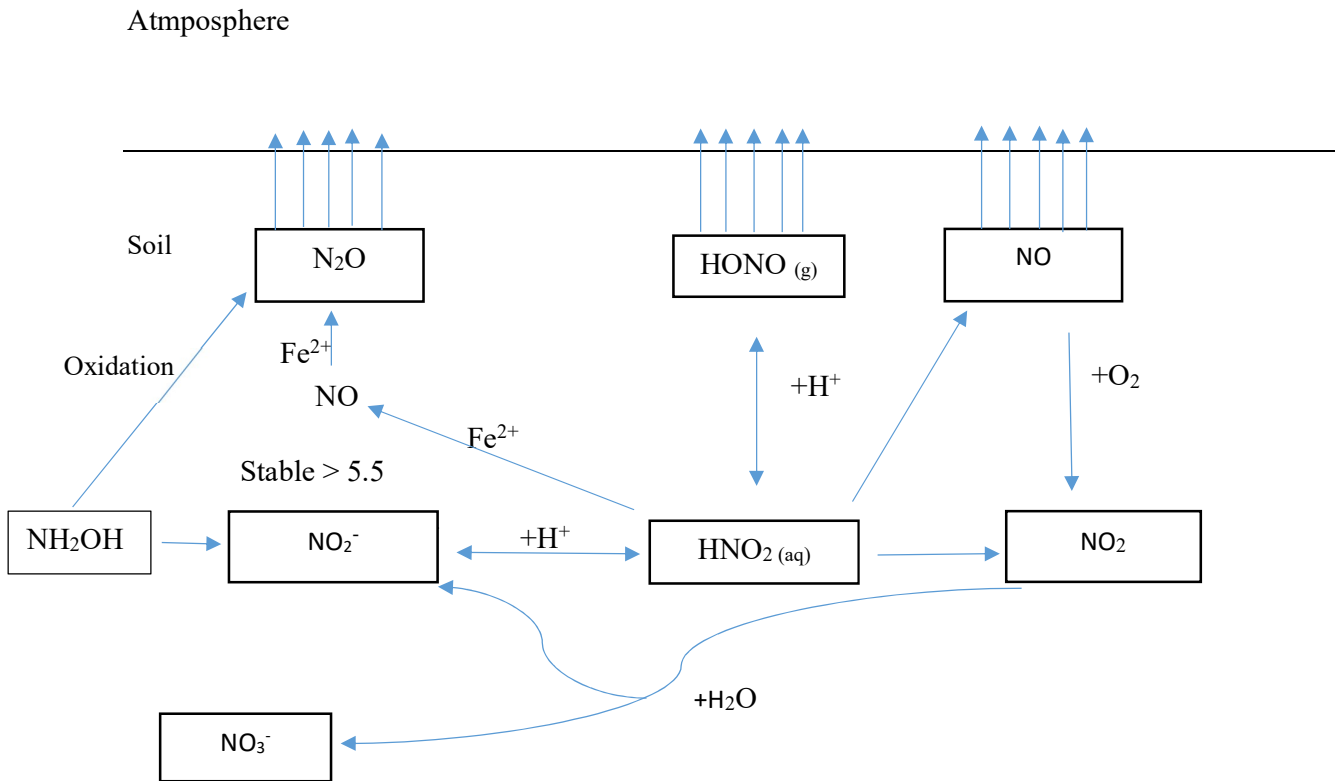 Atmposphere
Soil
N₂O
HONO (g)
NO
Oxidation
Fe²⁺
NO
+H⁺
+O₂
Fe²⁺
Stable > 5.5
NH₂OH
NO₂⁻
+H⁺
HNO₂ (aq)
NO₂
+H₂O
NO₃⁻